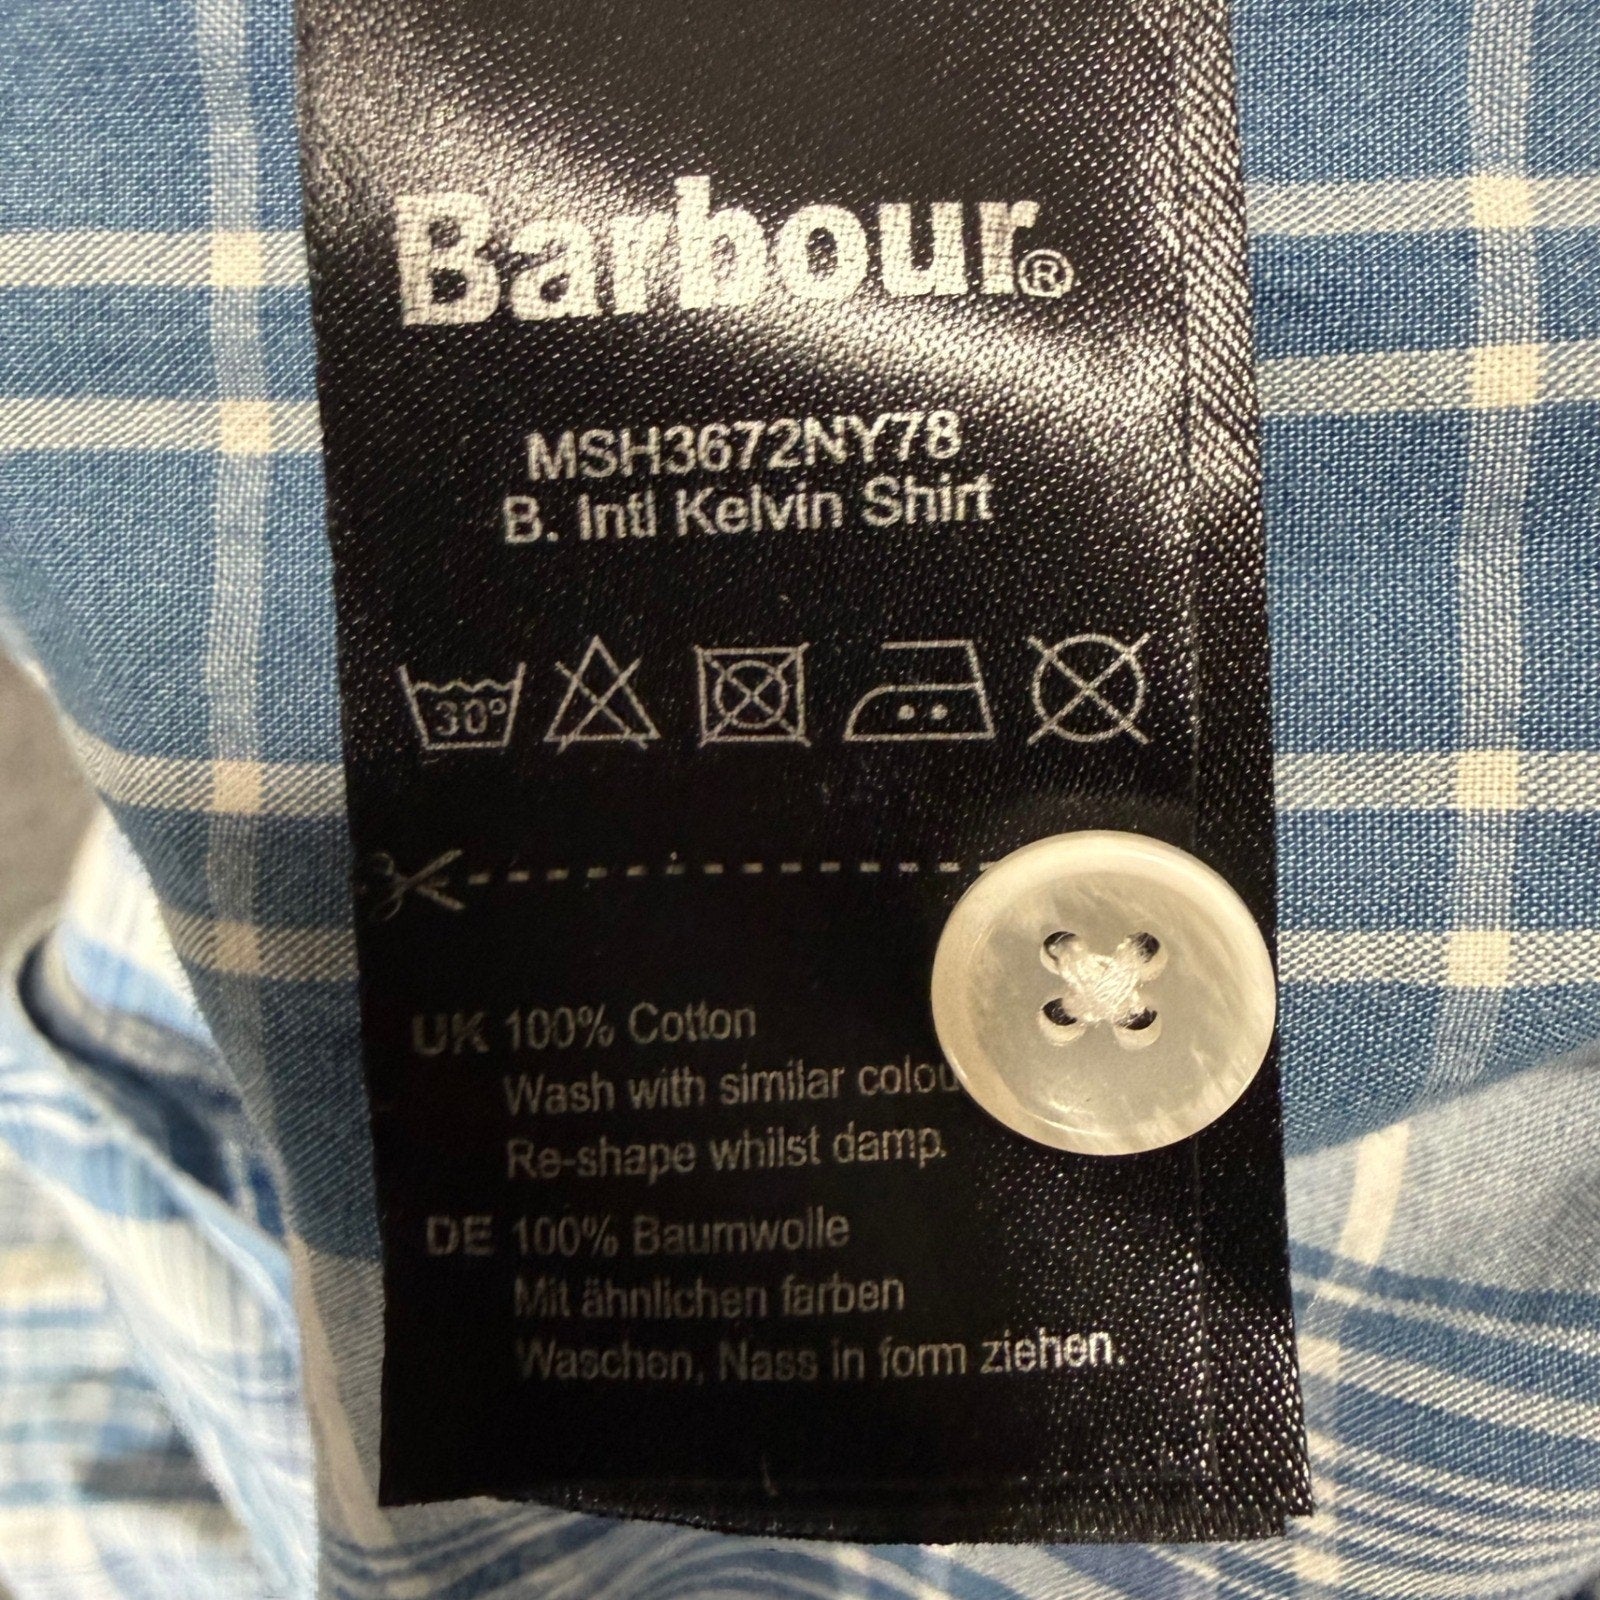 Barbour®
MSH3672NY78
B. Intl Kelvin Shirt
30°
UK 100% Cotton
Wash with similar colou
Re-shape whilst damp.
DE 100% Baumwolle
Mit ähnlichen farben
Waschen, Nass in form ziehen.